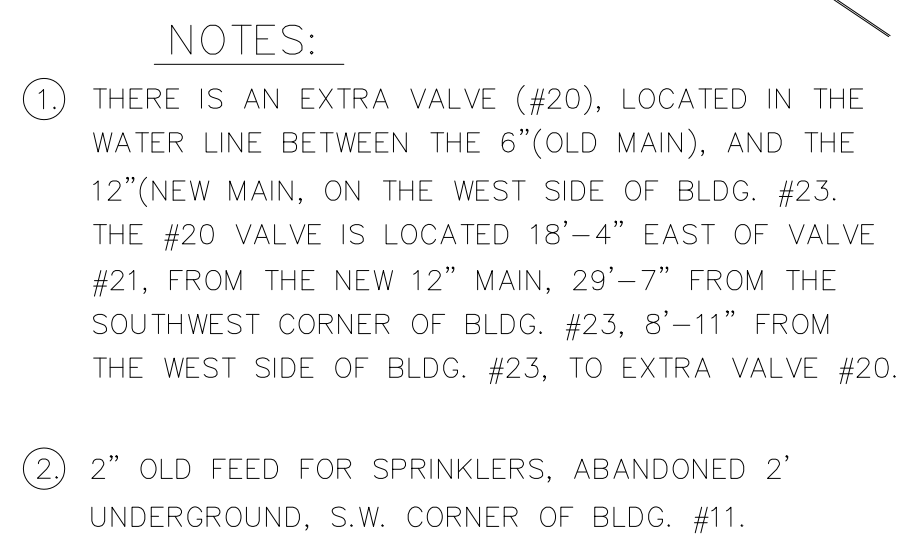 NOTES:
1. THERE IS AN EXTRA VALVE (#20), LOCATED IN THE
WATER LINE BETWEEN THE 6"(OLD MAIN), AND THE
12"(NEW MAIN, ON THE WEST SIDE OF BLDG. #23.
THE #20 VALVE IS LOCATED 18'-4" EAST OF VALVE
#21, FROM THE NEW 12" MAIN, 29'-7" FROM THE
SOUTHWEST CORNER OF BLDG. #23, 8'-11" FROM
THE WEST SIDE OF BLDG. #23, TO EXTRA VALVE #20.
2. 2" OLD FEED FOR SPRINKLERS, ABANDONED 2'
UNDERGROUND, S.W. CORNER OF BLDG. #11.